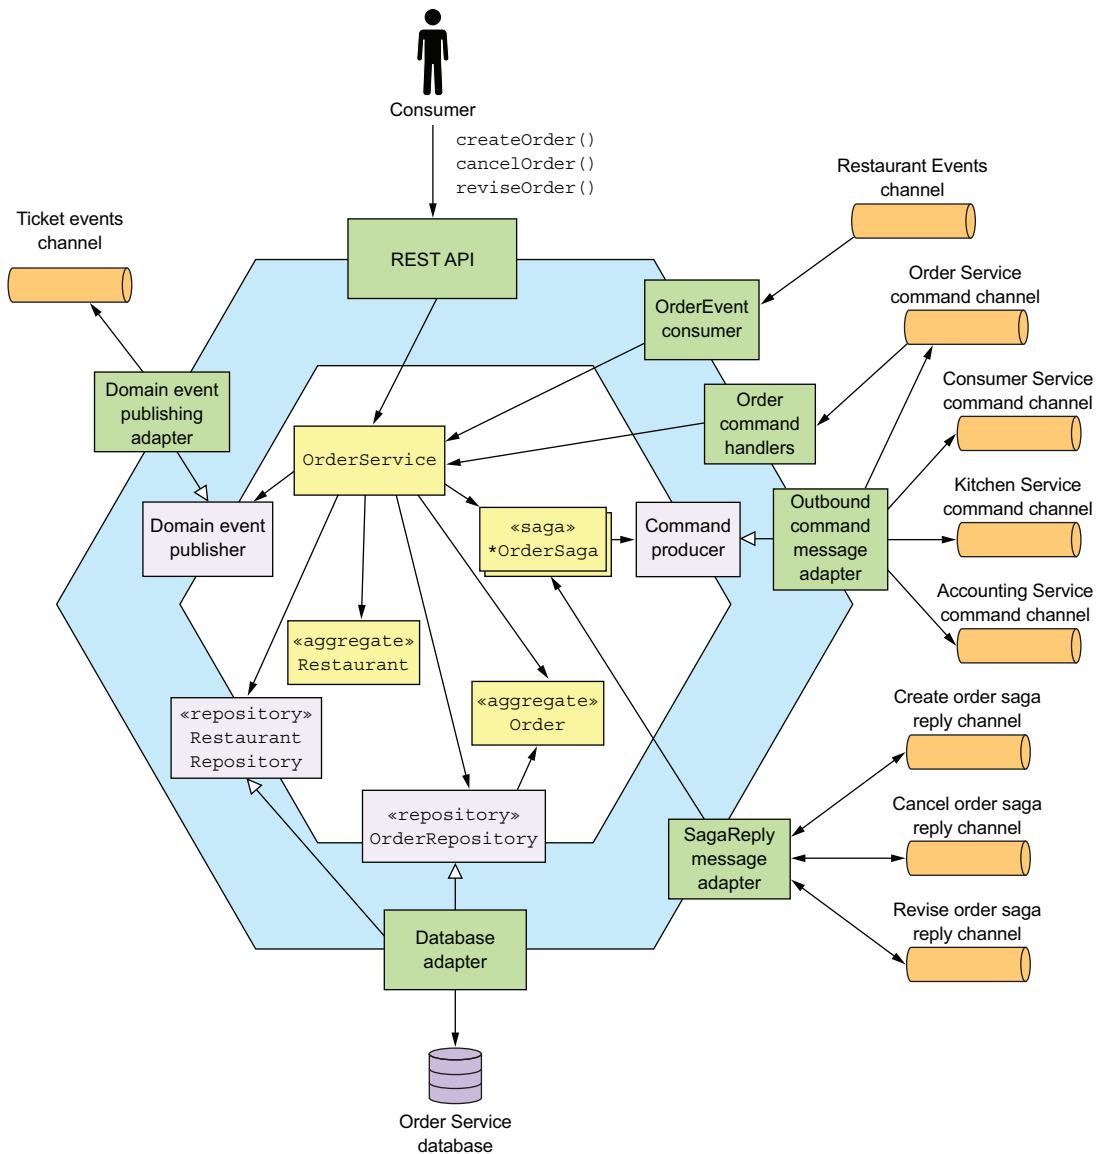 Consumer
createOrder()
cancelOrder()
reviseOrder()
Restaurant Events
channel
Ticket events
channel
REST API
Order Service
command channel
OrderEvent
consumer
Domain event
publishing
adapter
Order
command
handlers
Consumer Service
command channel
OrderService
Domain event
publisher
«saga»
*OrderSaga
Command
producer
Outbound
command
message
adapter
Kitchen Service
command channel
Accounting Service
command channel
«aggregate»
Restaurant
«aggregate»
Order
«repository»
Restaurant
Repository
Create order saga
reply channel
«repository»
OrderRepository
SagaReply
message
adapter
Cancel order saga
reply channel
Revise order saga
reply channel
Database
adapter
Order Service
database